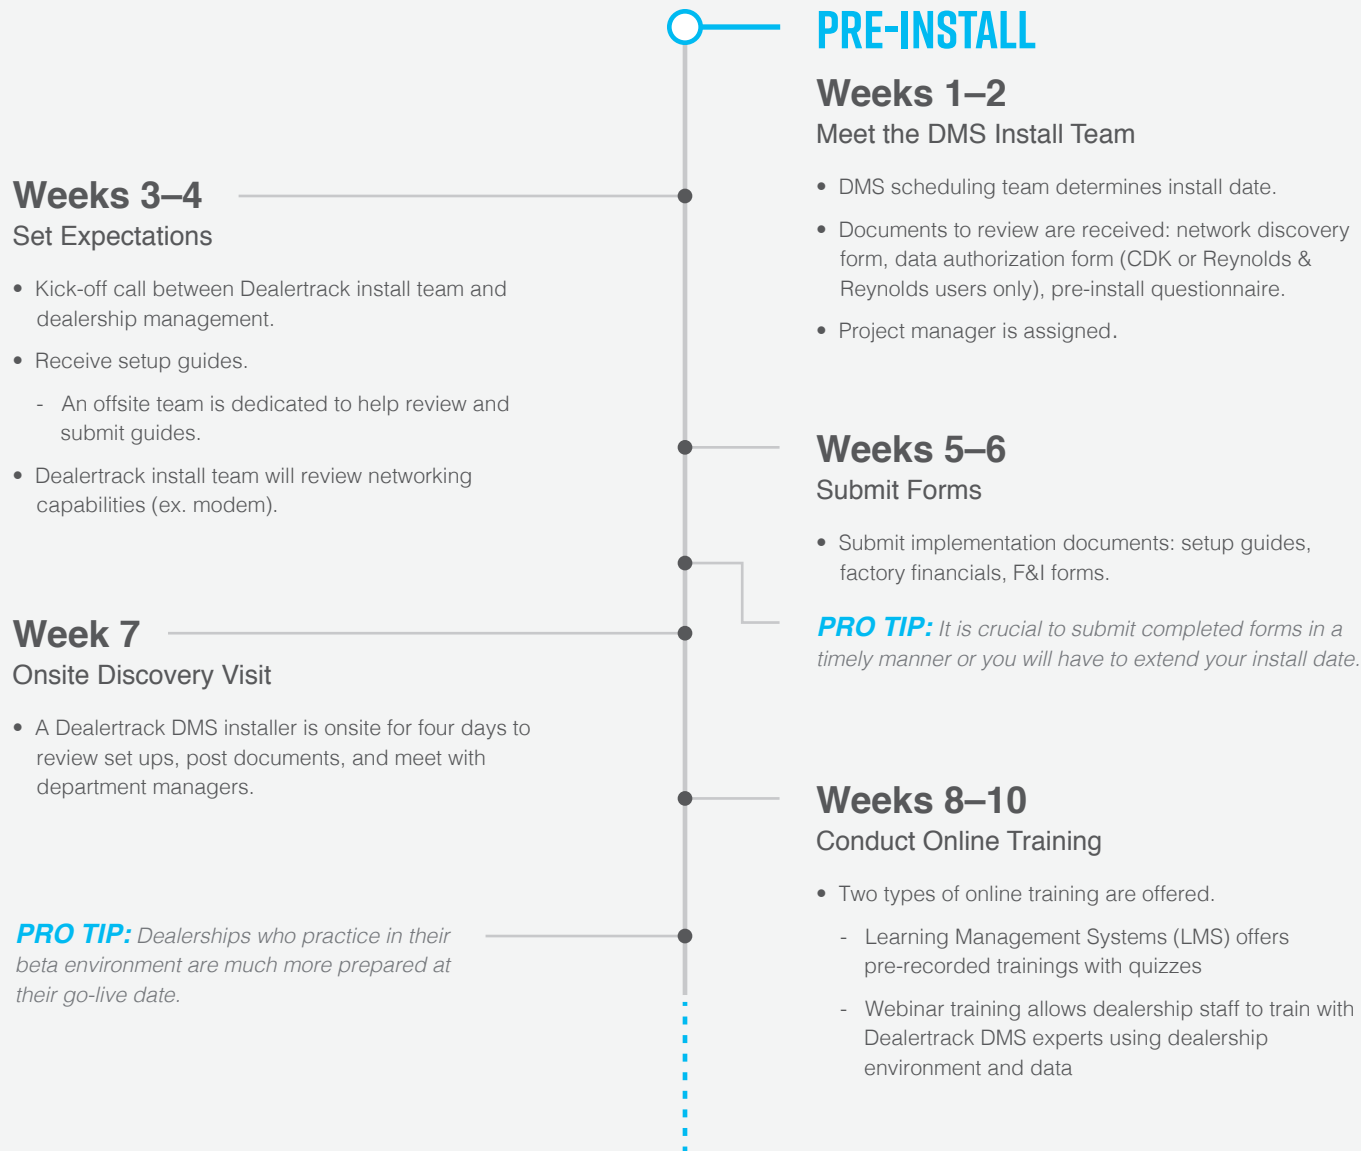 PRE-INSTALL
Weeks 1–2
Meet the DMS Install Team
• DMS scheduling team determines install date.
• Documents to review are received: network discovery
form, data authorization form (CDK or Reynolds &
Reynolds users only), pre-install questionnaire.
• Project manager is assigned.
Weeks 3–4
Set Expectations
• Kick-off call between Dealertrack install team and
dealership management.
• Receive setup guides.
- An offsite team is dedicated to help review and
submit guides.
• Dealertrack install team will review networking
capabilities (ex. modem).
Weeks 5–6
Submit Forms
• Submit implementation documents: setup guides,
factory financials, F&I forms.
PRO TIP: It is crucial to submit completed forms in a
timely manner or you will have to extend your install date.
Week 7
Onsite Discovery Visit
• A Dealertrack DMS installer is onsite for four days to
review set ups, post documents, and meet with
department managers.
Weeks 8–10
Conduct Online Training
• Two types of online training are offered.
- Learning Management Systems (LMS) offers
pre-recorded trainings with quizzes
- Webinar training allows dealership staff to train with
Dealertrack DMS experts using dealership
environment and data
PRO TIP: Dealerships who practice in their
beta environment are much more prepared at
their go-live date.